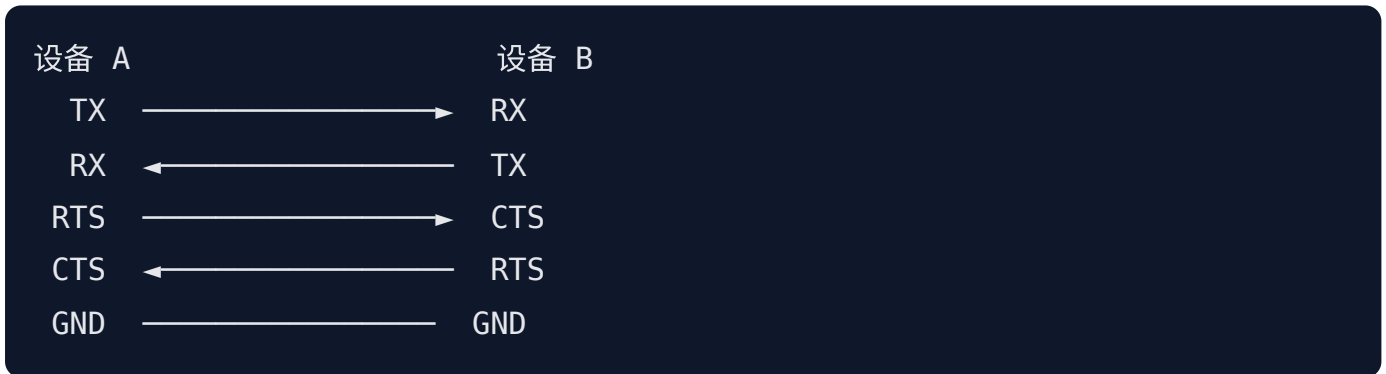 设备 A 设备 B
TX ────────────────► RX
RX ◄──────────────── TX
RTS ────────────────► CTS
CTS ◄──────────────── RTS
GND ──────────────── GND